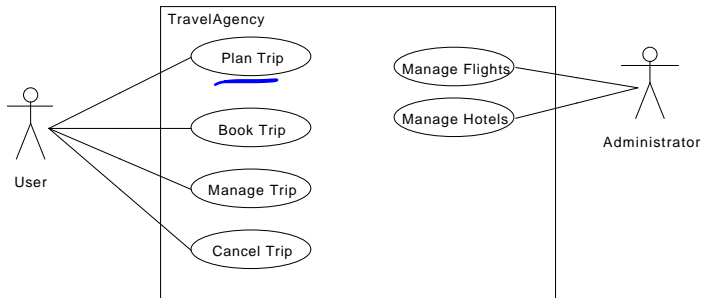 TravelAgency
Plan Trip
Book Trip
Manage Trip
Cancel Trip
Manage Flights
Manage Hotels
User
Administrator